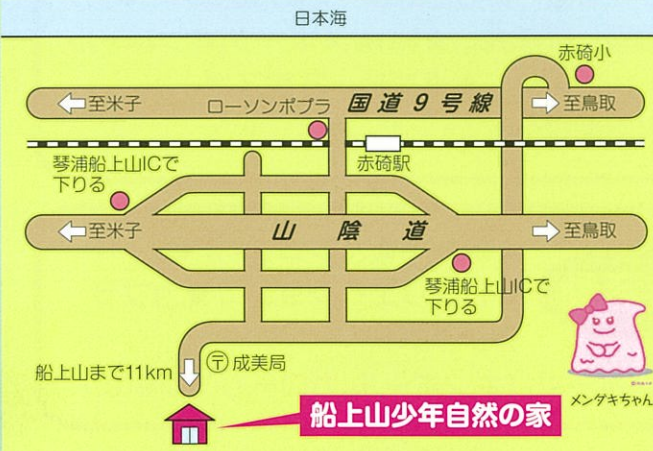 日本海
赤碕小
至米子
ローソンポプラ
国道9号線
至鳥取
琴浦船上山ICで
下りる
赤碕駅
至米子
山陰道
至鳥取
琴浦船上山ICで
下りる
船上山まで11km
〒成美局
船上山少年自然の家
メンダキちゃん